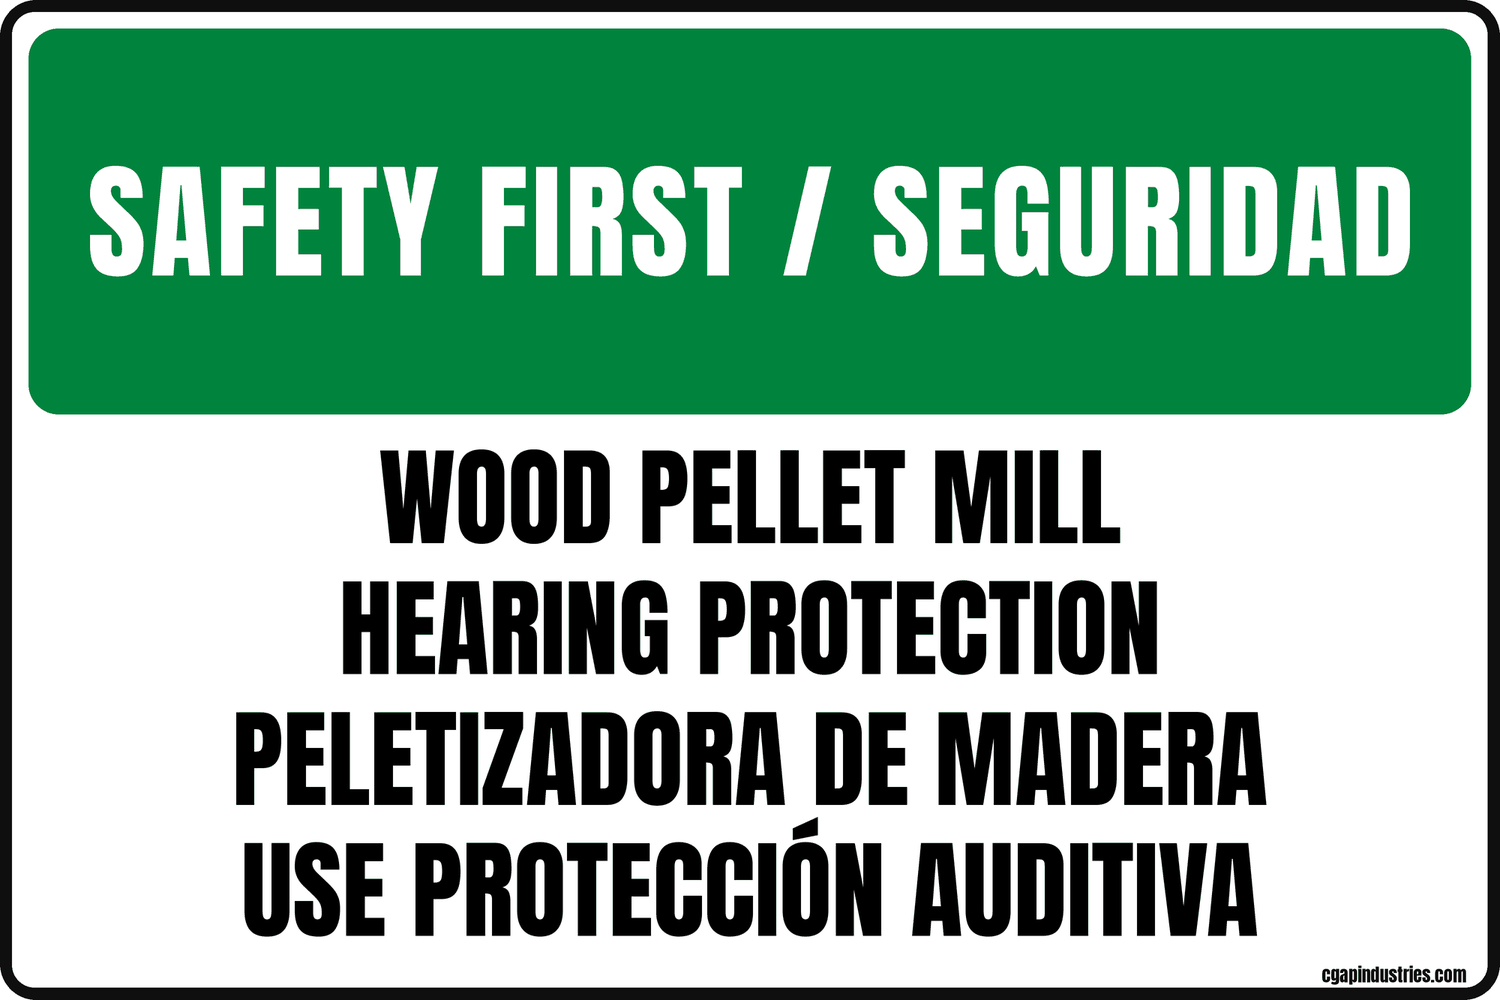 SAFETY FIRST / SEGURIDAD
WOOD PELLET MILL
HEARING PROTECTION
PELETIZADORA DE MADERA
USE PROTECCIÓN AUDITIVA
cgapindustries.com